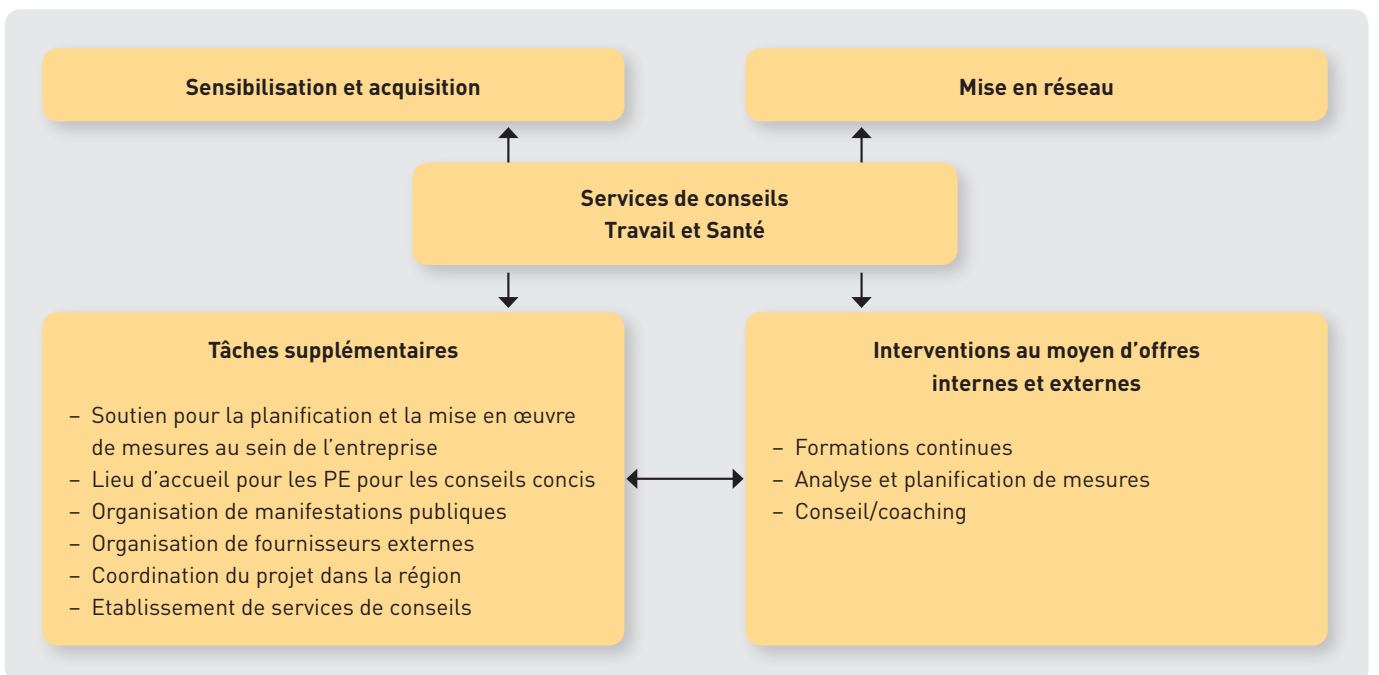 Sensibilisation et acquisition
Mise en réseau
Services de conseils
Travail et Santé
Tâches supplémentaires
– Soutien pour la planification et la mise en œuvre
de mesures au sein de l’entreprise
– Lieu d’accueil pour les PE pour les conseils concis
– Organisation de manifestations publiques
– Organisation de fournisseurs externes
– Coordination du projet dans la région
– Etablissement de services de conseils
Interventions au moyen d’offres
internes et externes
– Formations continues
– Analyse et planification de mesures
– Conseil/coaching